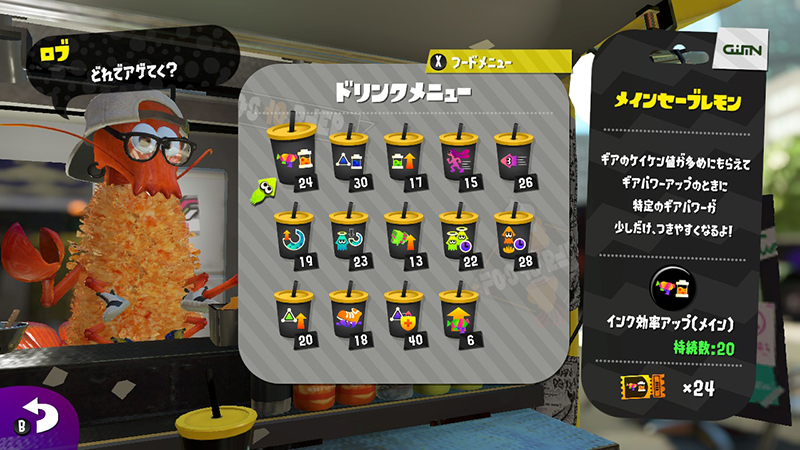 ロブ
どれでアゲてく?
X フードメニュー
ドリンクメニュー
24
30
17
15
26
19
23
13
22
28
20
18
40
6
GiMN
メインセーブレモン
ギアのケイケン値が多めにもらえて
ギアパワーアップのときに
特定のギアパワーが
少しだけ、つきやすくなるよ!
インク効率アップ(メイン)
持続数:20
×24
B